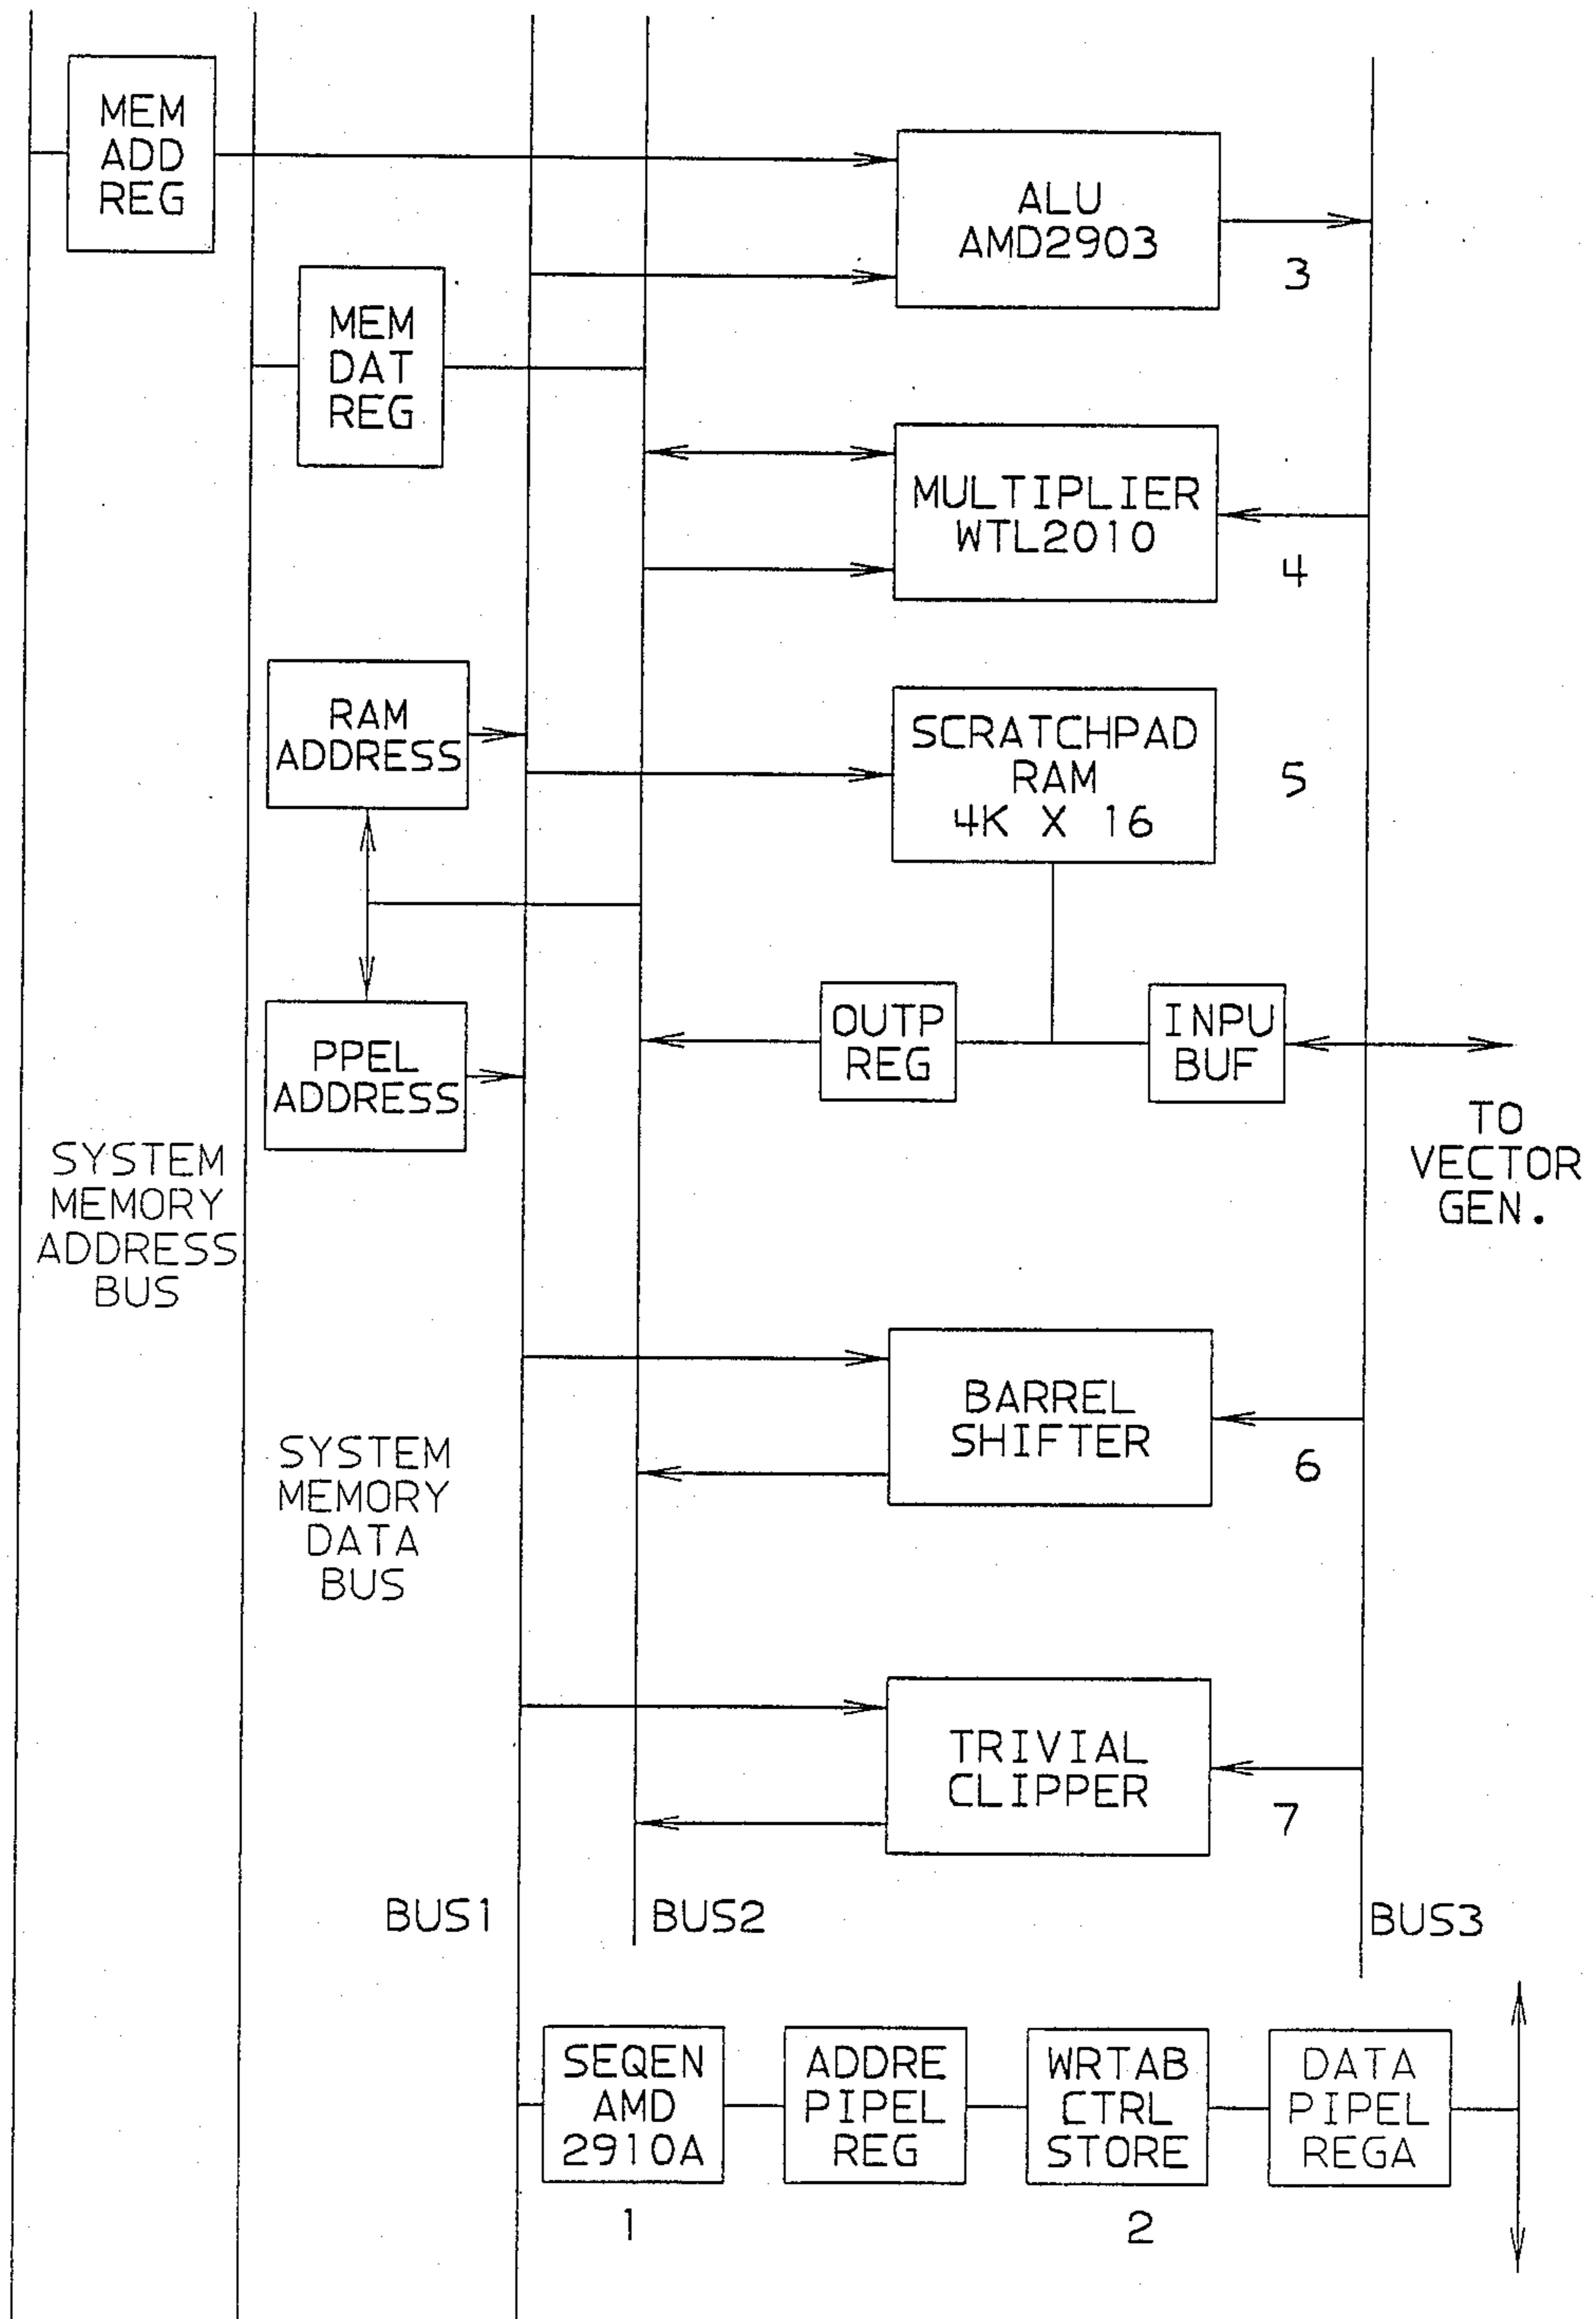 MEM
ADD
REG
ALU
AMD2903
3
MEM
DAT
REG
MULTIPLIER
WTL2010
4
RAM
ADDRESS
SCRATCHPAD
RAM
4K X 16
5
OUTP
REG
INPU
BUF
PPEL
ADDRESS
TO
VECTOR
GEN.
SYSTEM
MEMORY
ADDRESS
BUS
BARREL
SHIFTER
6
SYSTEM
MEMORY
DATA
BUS
TRIVIAL
CLIPPER
7
BUS1
BUS2
BUS3
SEQEN
AMD
2910A
1
ADDRE
PIPEL
REG
WRTAB
CTRL
STORE
2
DATA
PIPEL
REGA